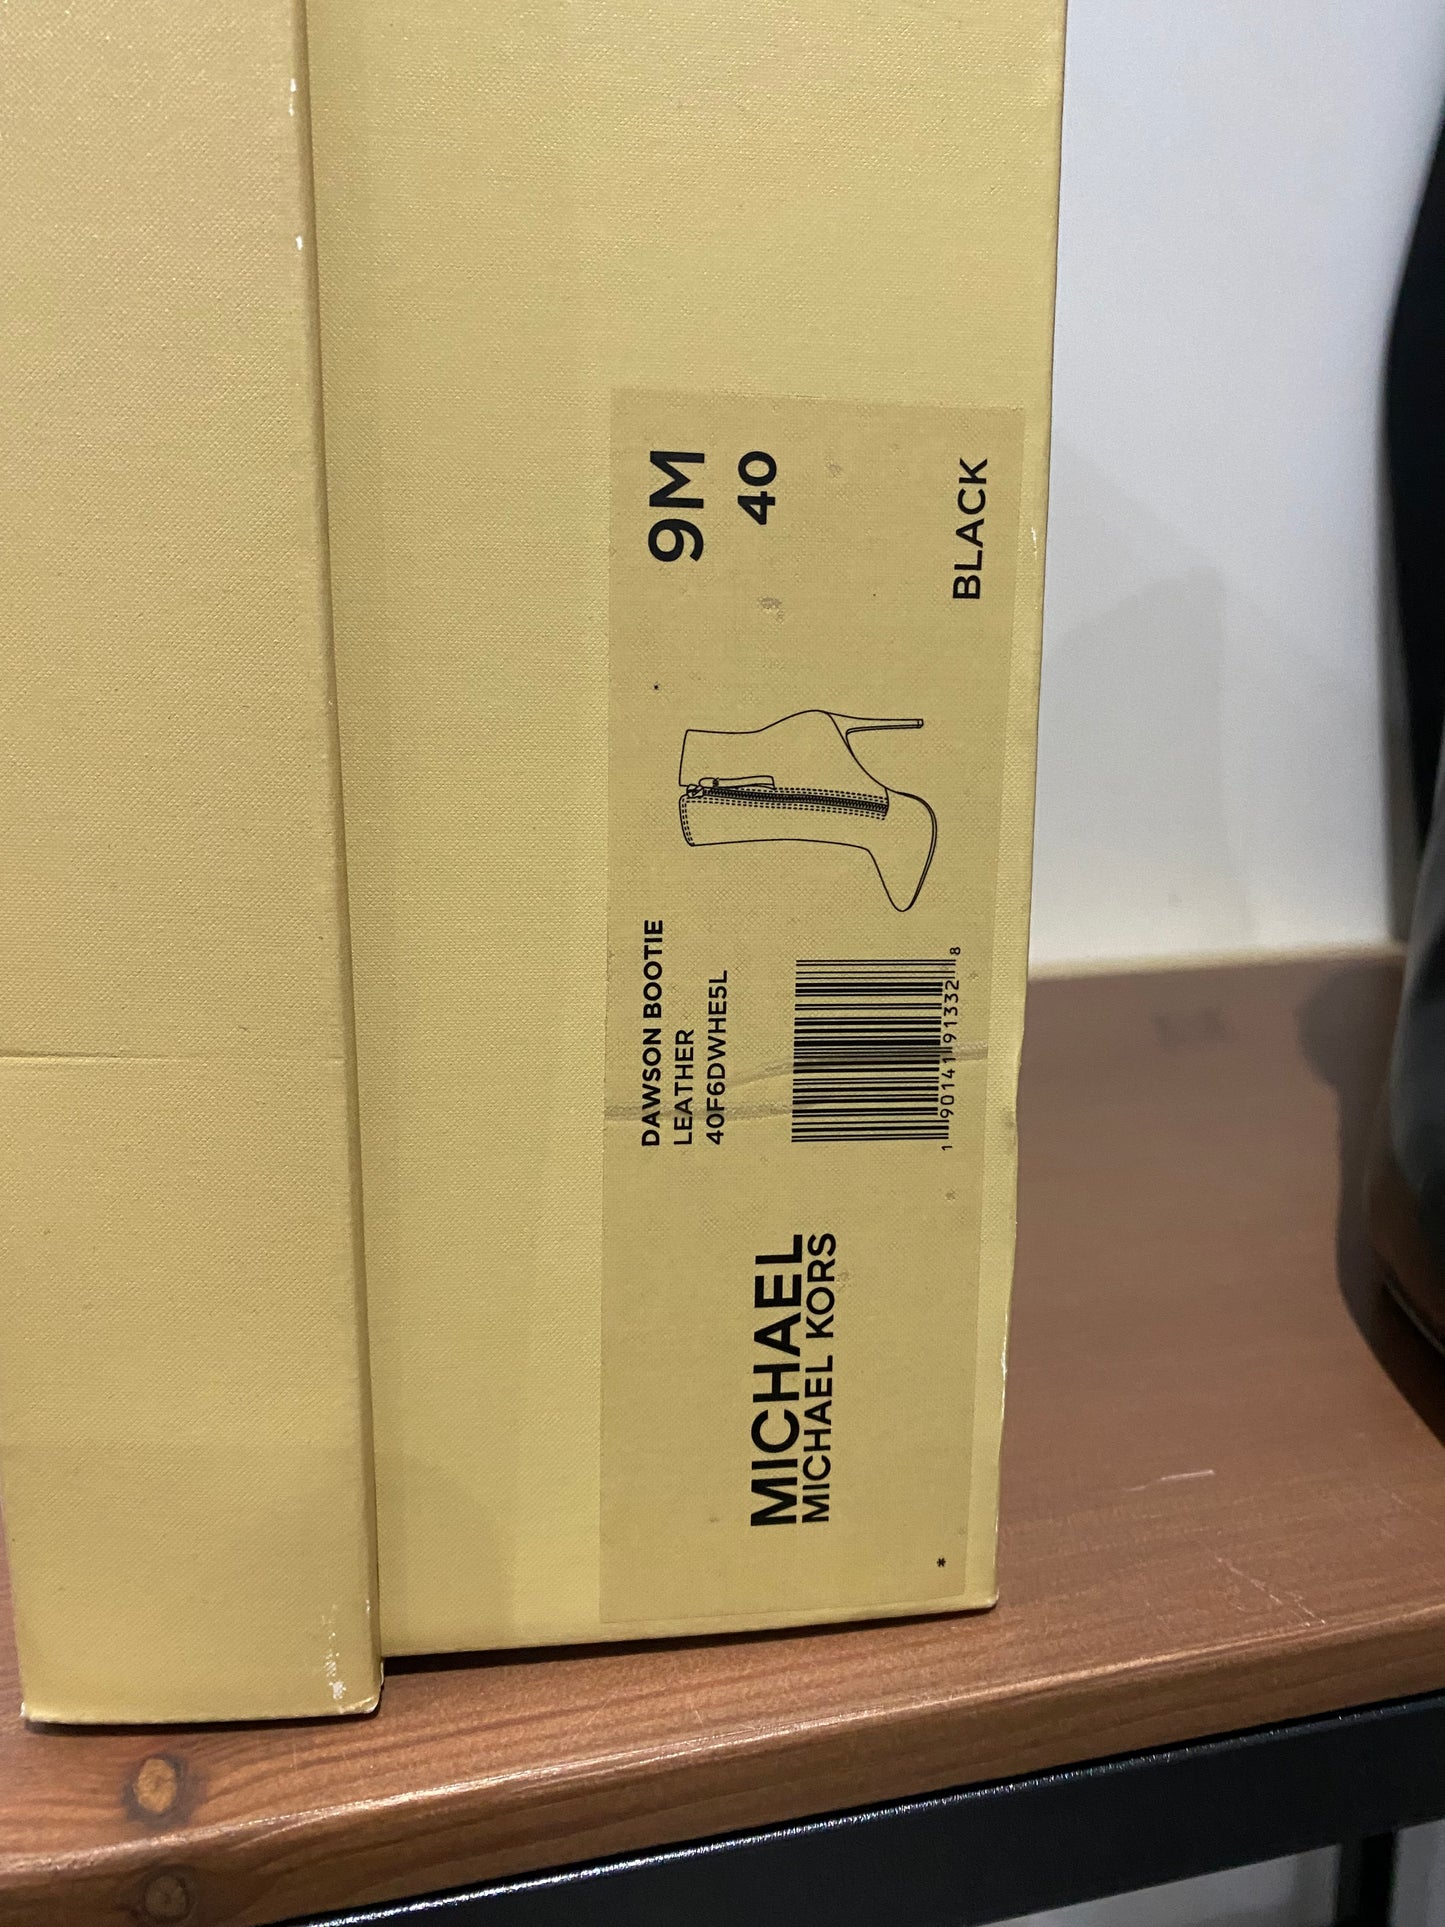 MICHAEL
MICHAEL KORS
*
DAWSON BOOTIE
LEATHER
40F6DWHE5L
1 90141 91332 8
9M
40
BLACK